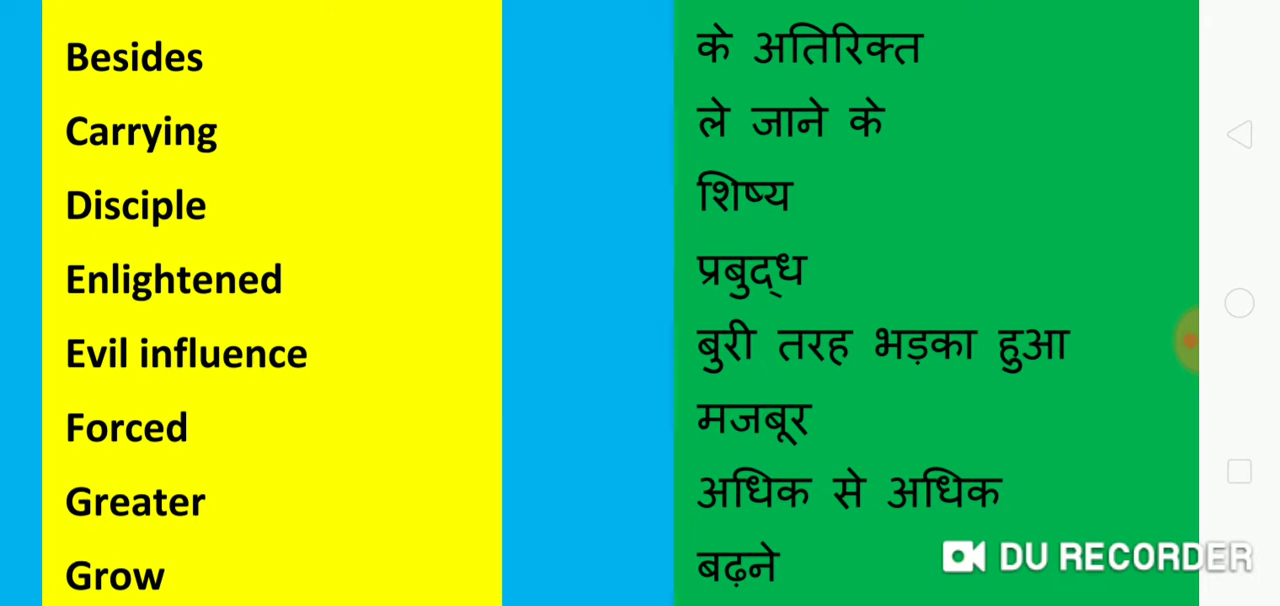 Besides के अतिरिक्त
Carrying ले जाने के
Disciple शिष्य
Enlightened प्रबुद्ध
Evil influence बुरी तरह भड़का हुआ
Forced मजबूर
Greater अधिक से अधिक
Grow बढ़ने
DU RECORDER